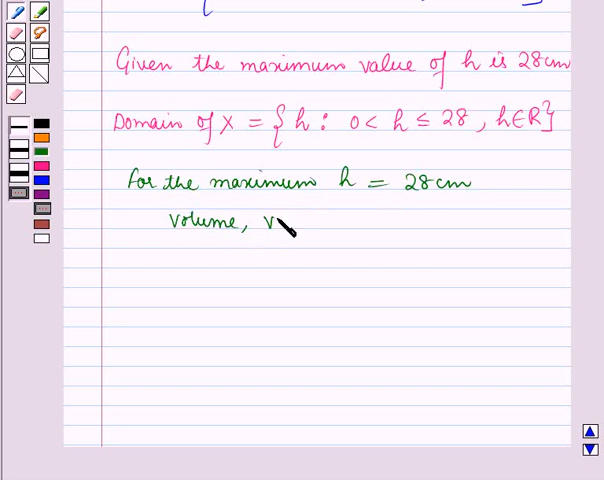 Given the maximum value of h is 28cm
Domain of X = { h : 0 < h ≤ 28 , h∈R }
for the maximum h = 28cm
volume, v